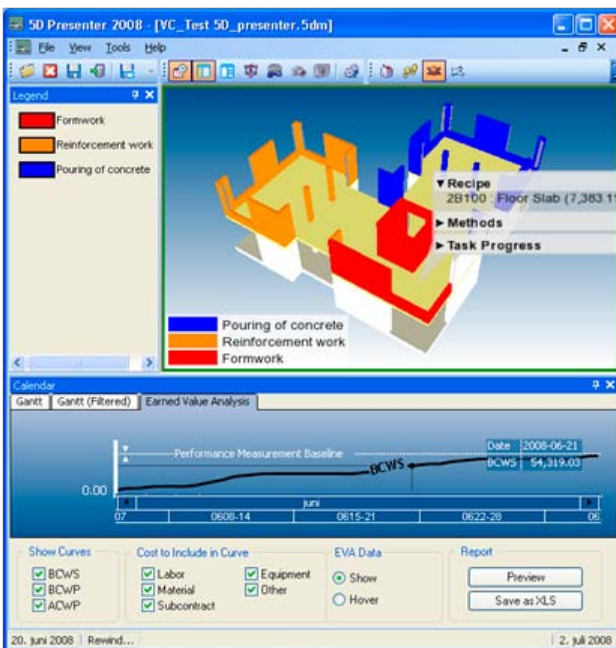 5D Presenter 2008 - [VC_Test 5D_presenter.5dm]
File View Tools Help
Legend
Formwork
Reinforcement work
Pouring of concrete
Recipe
2B100 : Floor Slab (7,383.11
Methods
Task Progress
Pouring of concrete
Reinforcement work
Formwork
Calendar
Gantt Gantt (Filtered) Earned Value Analysis
Performance Measurement Baseline
BCWS
Date 2008-06-21
BCWS 54,319.03
0.00
juni
07 0608-14 0615-21 0622-28 06
Show Curves
BCWS
BCWP
ACWP
Cost to Include in Curve
Labor
Material
Subcontract
Equipment
Other
EVA Data
Show
Hover
Report
Preview
Save as XLS
20. juni 2008 Rewind... 2. juli 2008